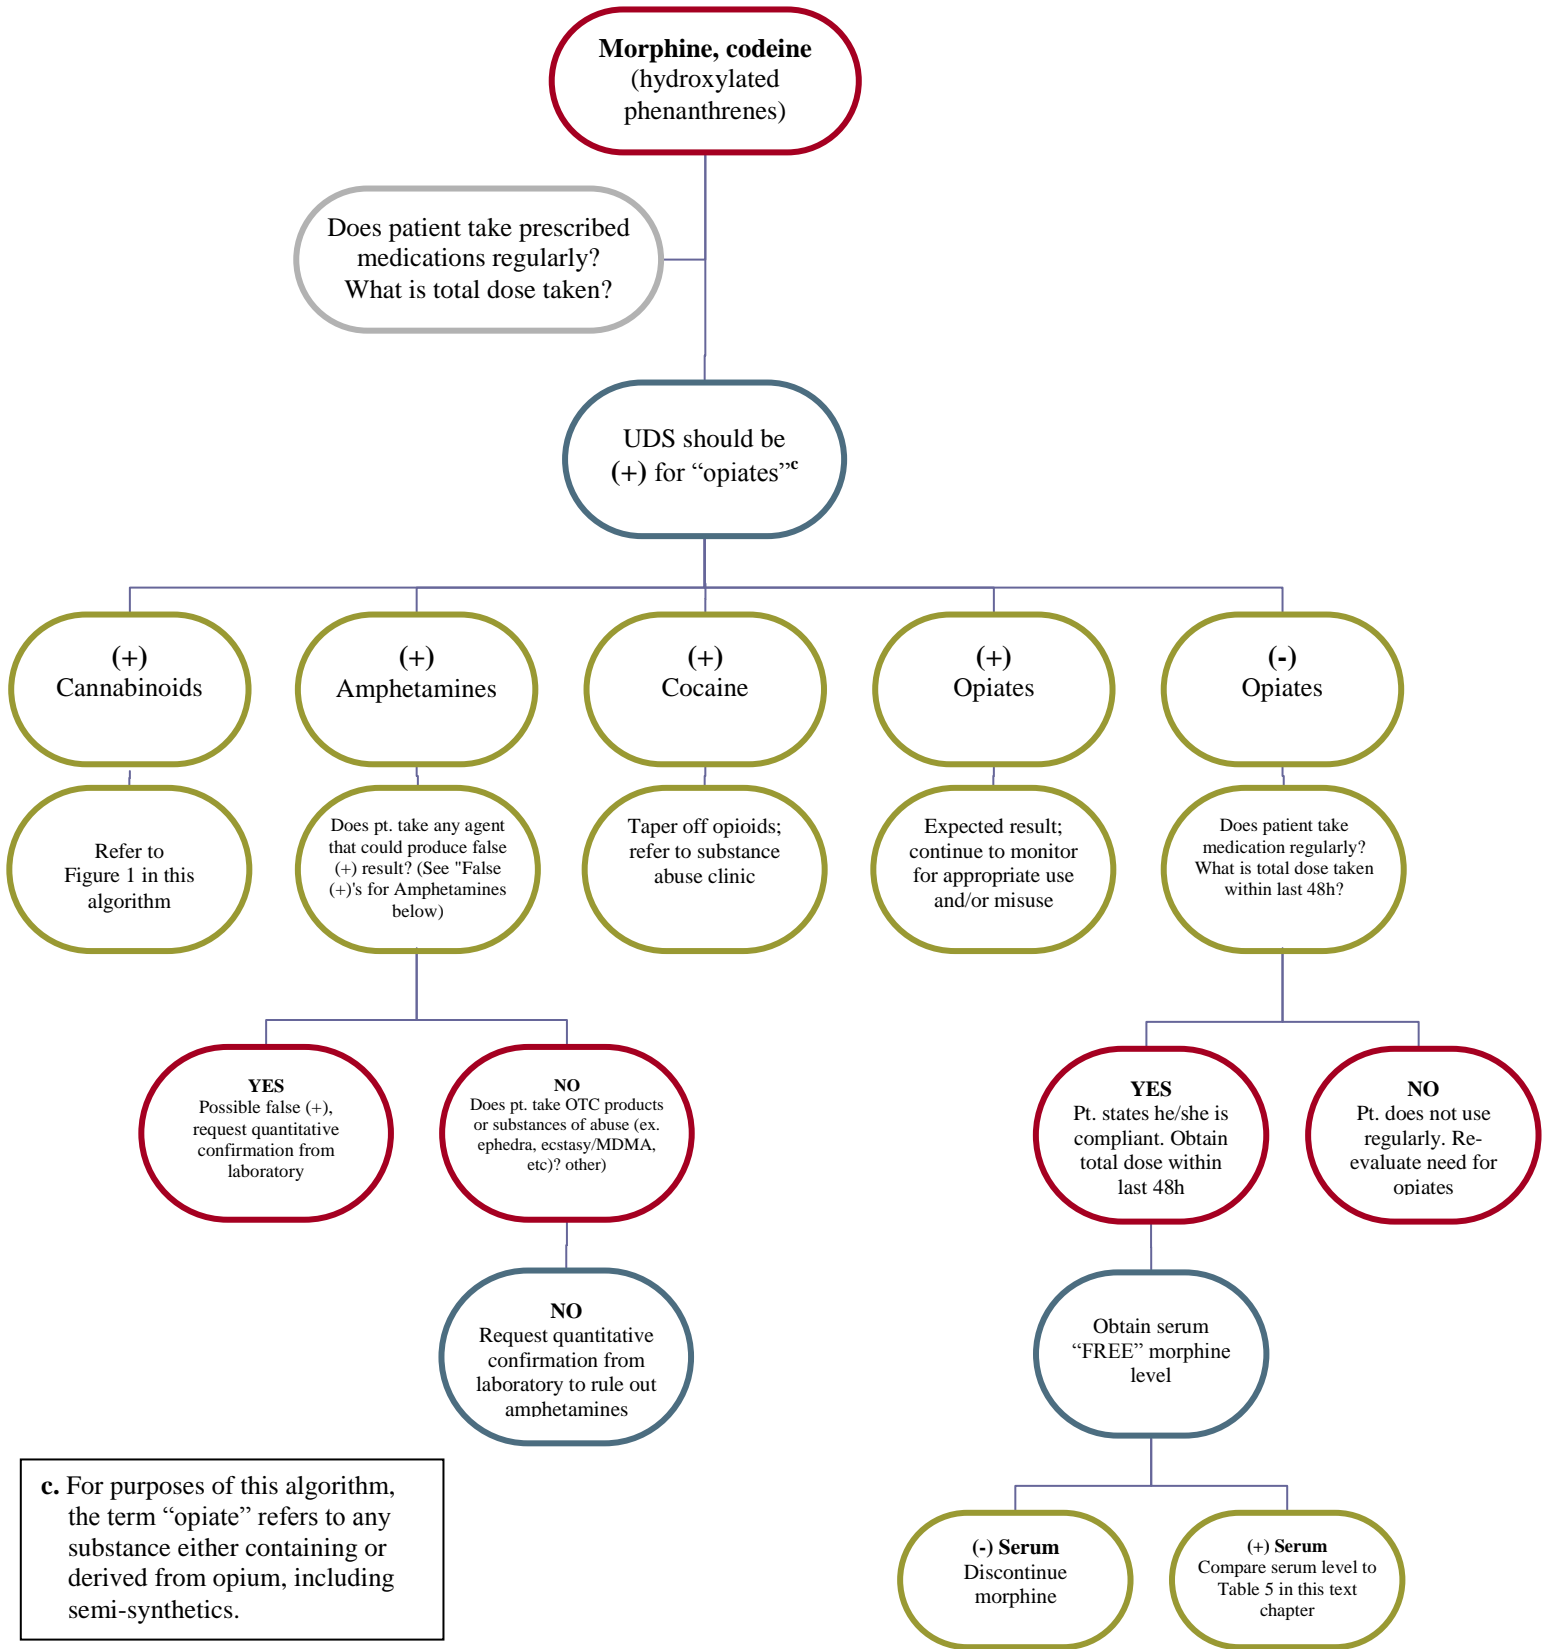 Morphine, codeine
(hydroxylated
phenanthrenes)
Does patient take prescribed
medications regularly?
What is total dose taken?
UDS should be
(+) for “opiates”c
(+)
Cannabinoids
(+)
Amphetamines
(+)
Cocaine
(+)
Opiates
(-)
Opiates
Refer to
Figure 1 in this
algorithm
Does pt. take any agent
that could produce false
(+) result? (See "False
(+)'s for Amphetamines
below)
Taper off opioids;
refer to substance
abuse clinic
Expected result;
continue to monitor
for appropriate use
and/or misuse
Does patient take
medication regularly?
What is total dose taken
within last 48h?
YES
Possible false (+),
request quantitative
confirmation from
laboratory
NO
Does pt. take OTC products
or substances of abuse (ex.
ephedra, ecstasy/MDMA,
etc)? other)
YES
Pt. states he/she is
compliant. Obtain
total dose within
last 48h
NO
Pt. does not use
regularly. Re-
evaluate need for
opiates
NO
Request quantitative
confirmation from
laboratory to rule out
amphetamines
Obtain serum
“FREE” morphine
level
(-) Serum
Discontinue
morphine
(+) Serum
Compare serum level to
Table 5 in this text
chapter
c. For purposes of this algorithm,
the term “opiate” refers to any
substance either containing or
derived from opium, including
semi-synthetics.